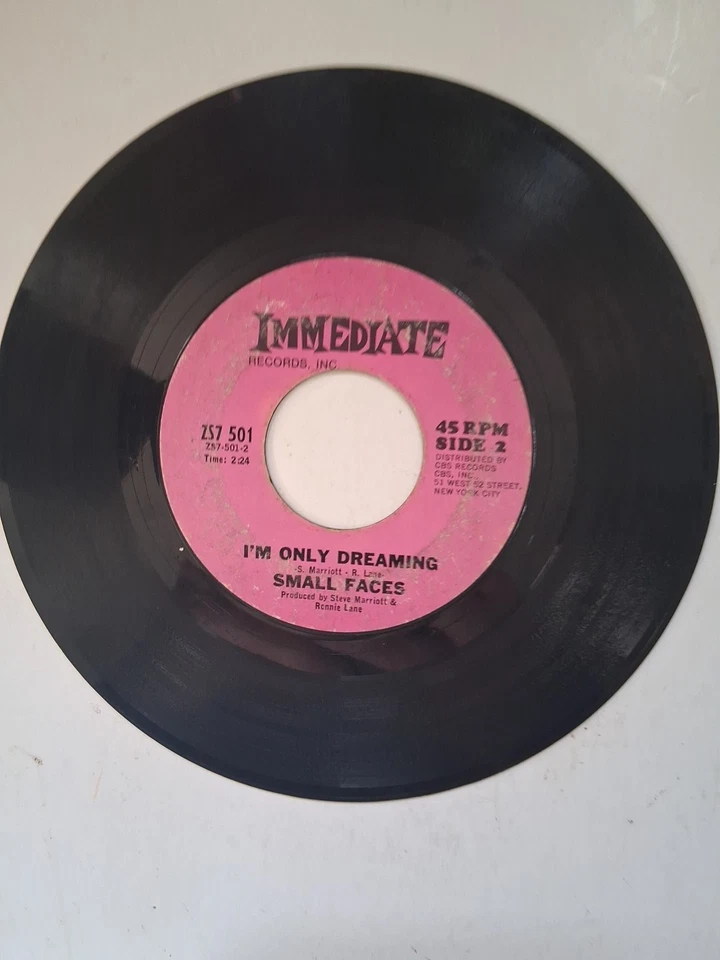 IMMEDIATE
RECORDS, INC
ZS7 501
ZS7-501-2
Time: 2:24
45 RPM
SIDE 2
DISTRIBUTED BY
CBS RECORDS
CBS, INC.
51 WEST 52 STREET,
NEW YORK CITY
I'M ONLY DREAMING
-S. Marriott - R. Lane-
SMALL FACES
Produced by Steve Marriott &
Ronnie Lane